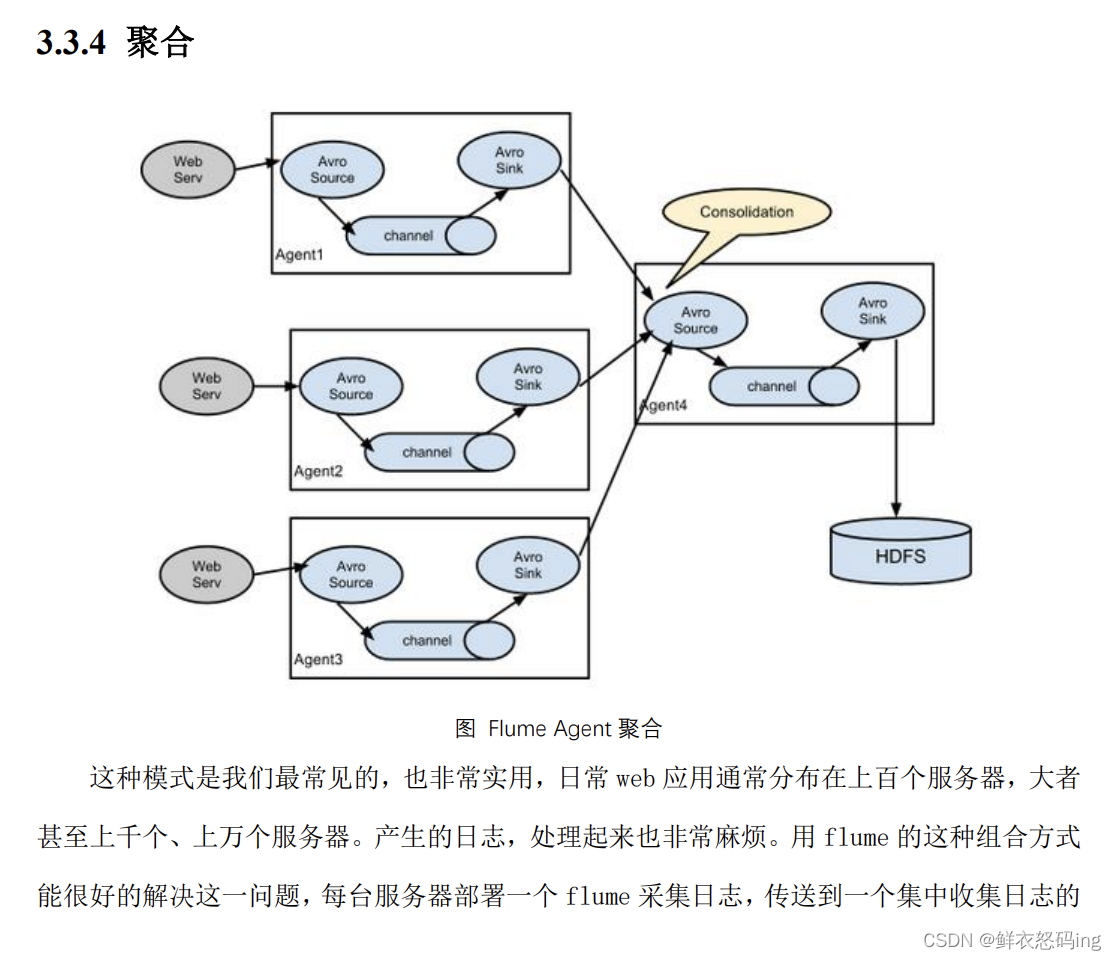 3.3.4 聚合
Web
Serv
Avro
Source
channel
Avro
Sink
Agent1
Consolidation
Web
Serv
Avro
Source
channel
Avro
Sink
Agent2
Avro
Source
channel
Avro
Sink
Agent4
Web
Serv
Avro
Source
channel
Avro
Sink
Agent3
HDFS
图 Flume Agent 聚合
这种模式是我们最常见的，也非常实用，日常 web 应用通常分布在上百个服务器，大者
甚至上千个、上万个服务器。产生的日志，处理起来也非常麻烦。用 flume 的这种组合方式
能很好的解决这一问题，每台服务器部署一个 flume 采集日志，传送到一个集中收集日志的
CSDN @鲜衣怒码ing